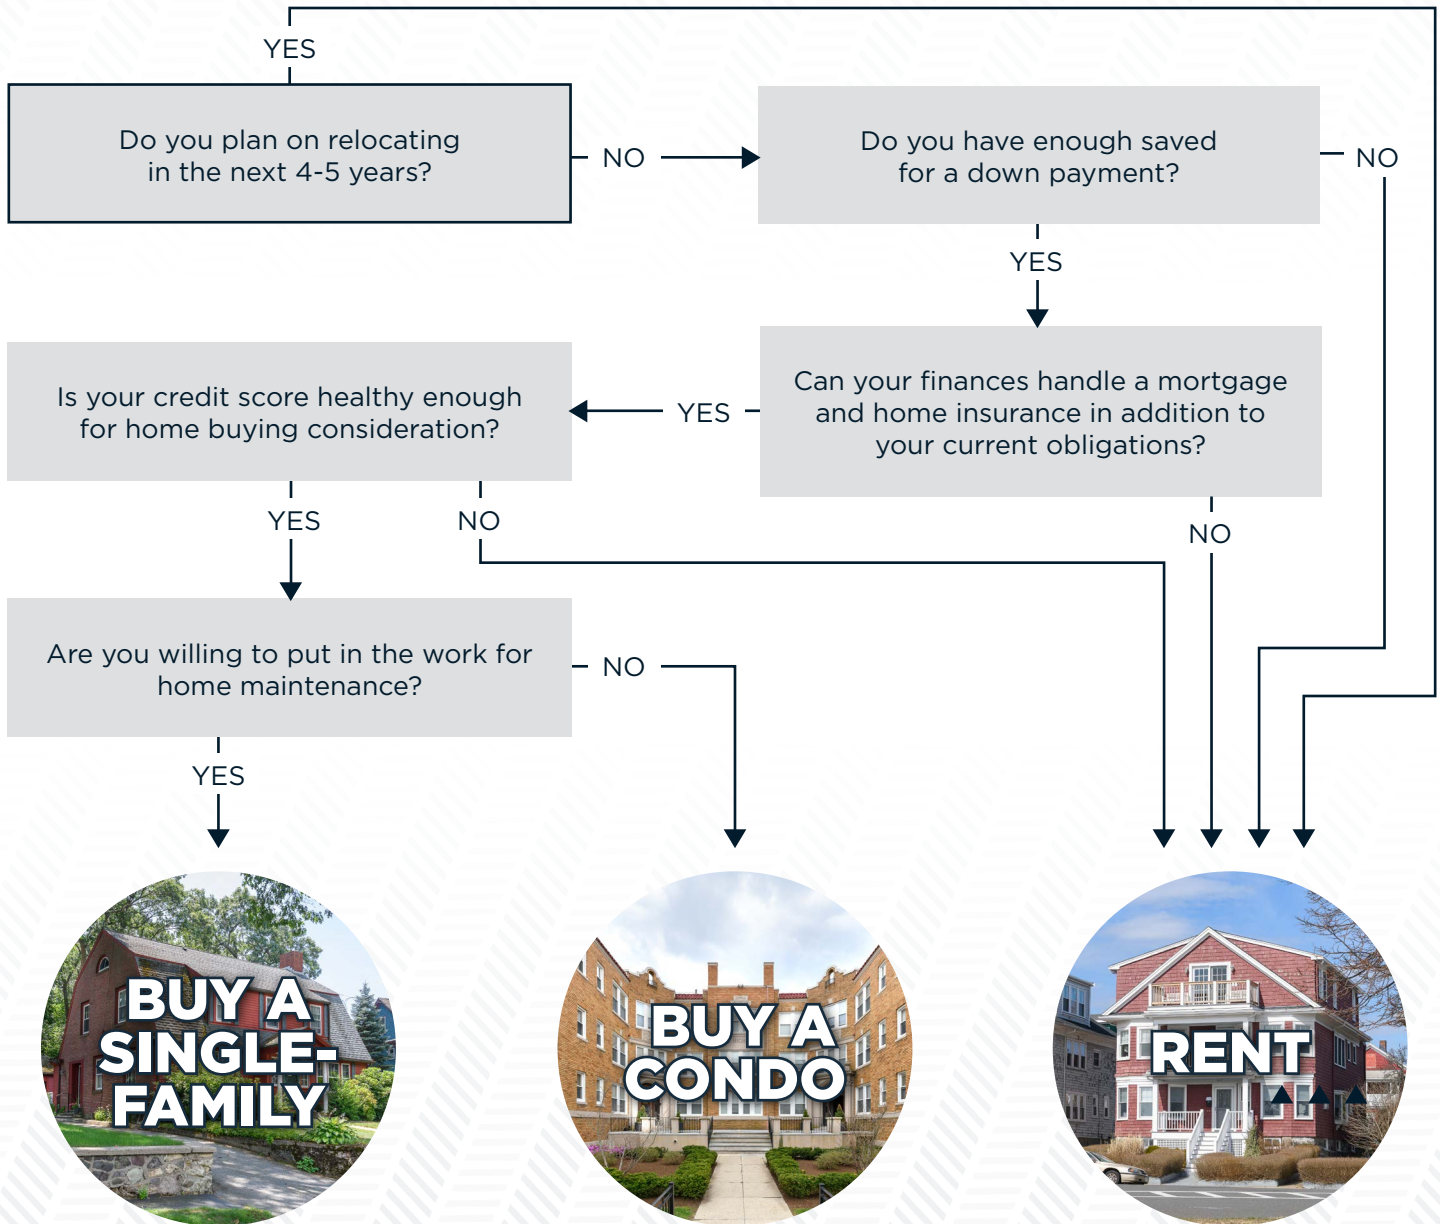 YES
Do you plan on relocating
in the next 4-5 years?
NO
Do you have enough saved
for a down payment?
NO
YES
Is your credit score healthy enough
for home buying consideration?
YES
Can your finances handle a mortgage
and home insurance in addition to
your current obligations?
YES
NO
NO
Are you willing to put in the work for
home maintenance?
NO
YES
BUY A
SINGLE-
FAMILY
BUY A
CONDO
RENT